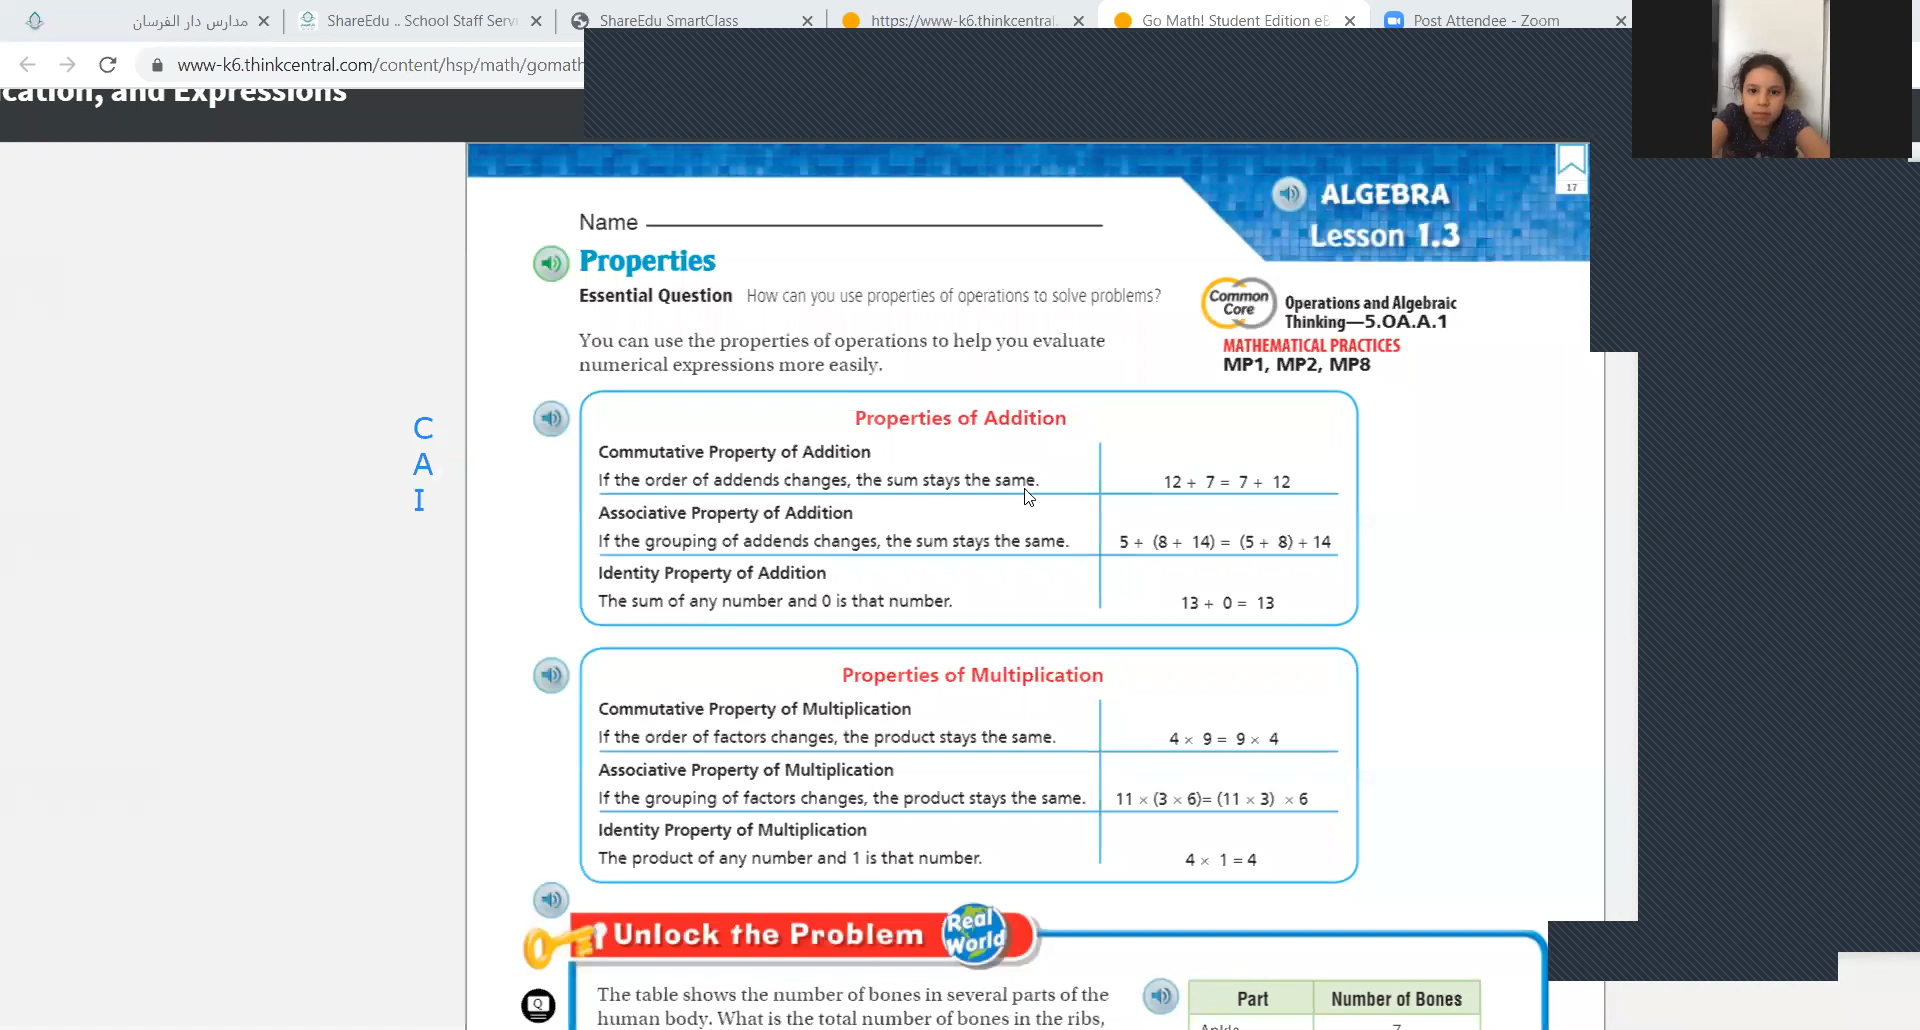 مدارس دار الفرسان
ShareEdu .. School Staff Serv
ShareEdu SmartClass
https://www-k6.thinkcentral.
Go Math! Student Edition eB
Post Attendee - Zoom
www-k6.thinkcentral.com/content/hsp/math/gomath
cation, and Expressions
17
ALGEBRA
Lesson 1.3
Name
Properties
Essential Question How can you use properties of operations to solve problems?
Common Core
Operations and Algebraic
Thinking—5.OA.A.1
MATHEMATICAL PRACTICES
MP1, MP2, MP8
You can use the properties of operations to help you evaluate
numerical expressions more easily.
C
A
I
Properties of Addition
Commutative Property of Addition
If the order of addends changes, the sum stays the same.
12 + 7 = 7 + 12
Associative Property of Addition
If the grouping of addends changes, the sum stays the same.
5 + (8 + 14) = (5 + 8) + 14
Identity Property of Addition
The sum of any number and 0 is that number.
13 + 0 = 13
Properties of Multiplication
Commutative Property of Multiplication
If the order of factors changes, the product stays the same.
4 × 9 = 9 × 4
Associative Property of Multiplication
If the grouping of factors changes, the product stays the same.
11 × (3 × 6)= (11 × 3) × 6
Identity Property of Multiplication
The product of any number and 1 is that number.
4 × 1 = 4
Unlock the Problem
Real World
Q
The table shows the number of bones in several parts of the
human body. What is the total number of bones in the ribs,
Part Number of Bones
Ankle 7